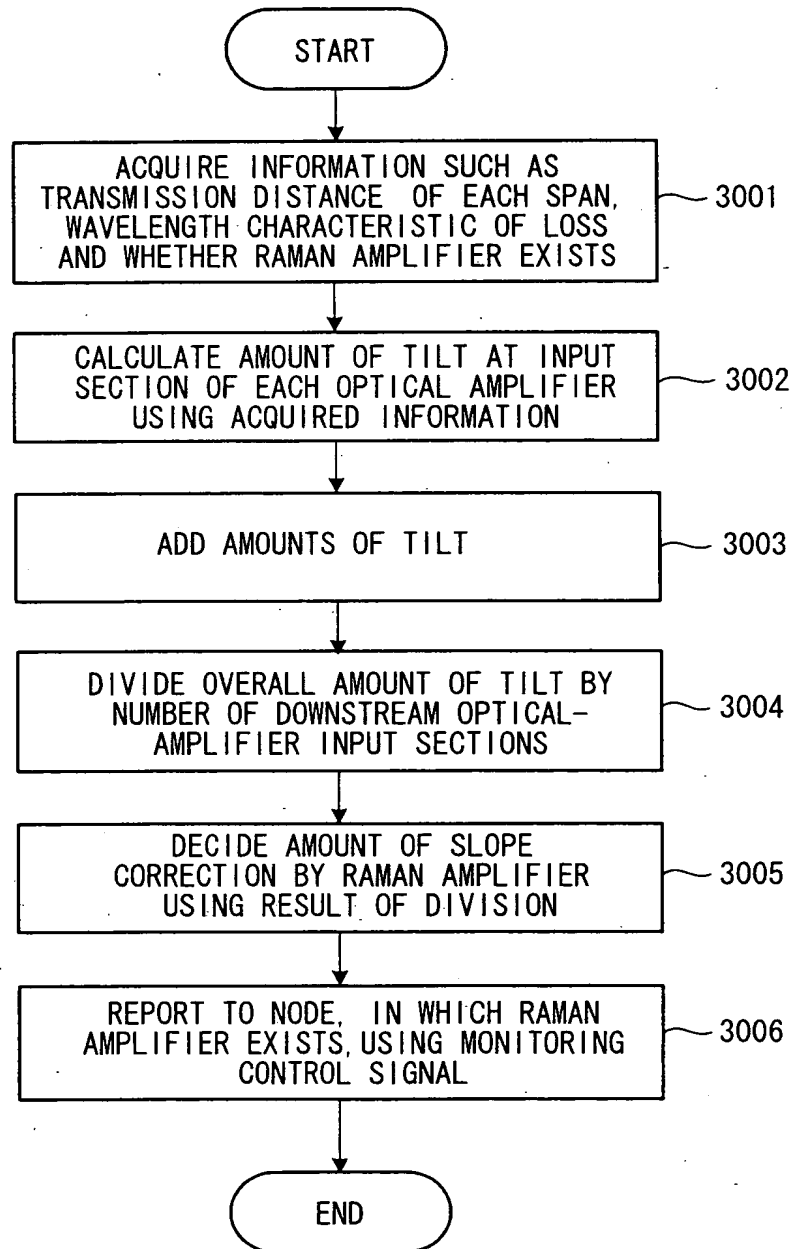 START
ACQUIRE INFORMATION SUCH AS
TRANSMISSION DISTANCE OF EACH SPAN,
WAVELENGTH CHARACTERISTIC OF LOSS
AND WHETHER RAMAN AMPLIFIER EXISTS
3001
CALCULATE AMOUNT OF TILT AT INPUT
SECTION OF EACH OPTICAL AMPLIFIER
USING ACQUIRED INFORMATION
3002
ADD AMOUNTS OF TILT
3003
DIVIDE OVERALL AMOUNT OF TILT BY
NUMBER OF DOWNSTREAM OPTICAL-
AMPLIFIER INPUT SECTIONS
3004
DECIDE AMOUNT OF SLOPE
CORRECTION BY RAMAN AMPLIFIER
USING RESULT OF DIVISION
3005
REPORT TO NODE, IN WHICH RAMAN
AMPLIFIER EXISTS, USING MONITORING
CONTROL SIGNAL
3006
END